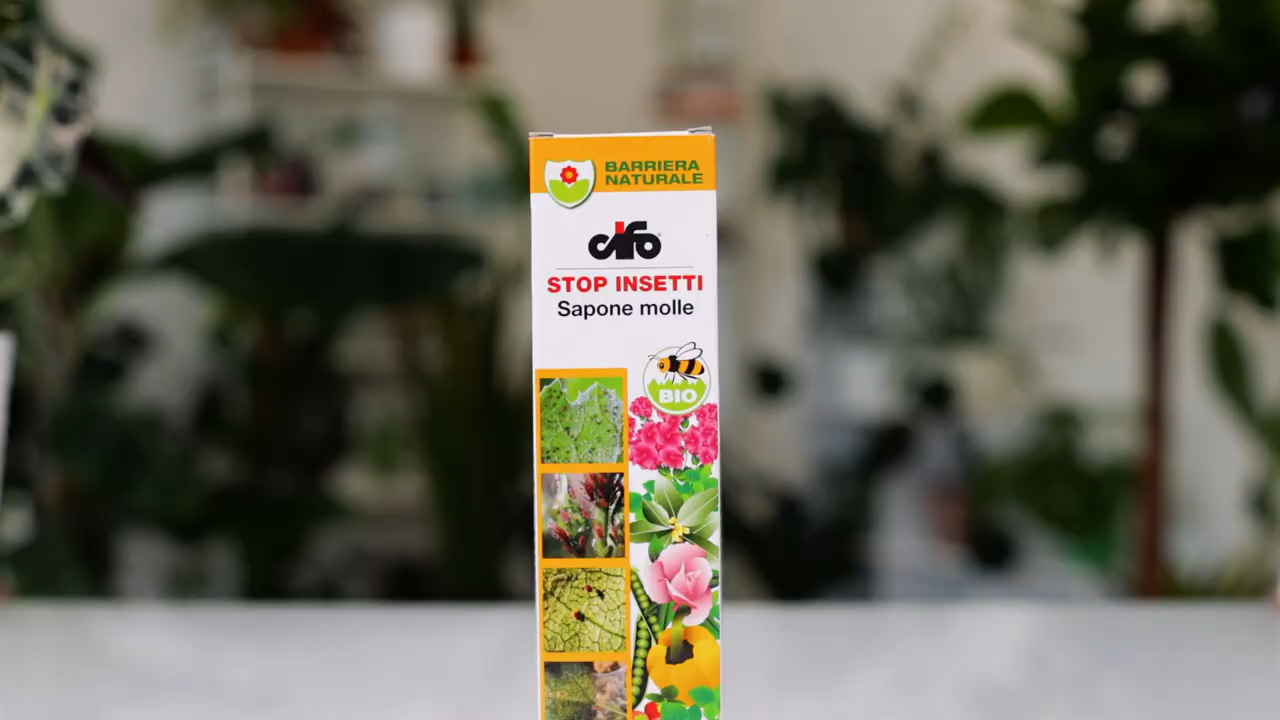 BARRIERA
NATURALE
cifo
STOP INSETTI
Sapone molle
BIO